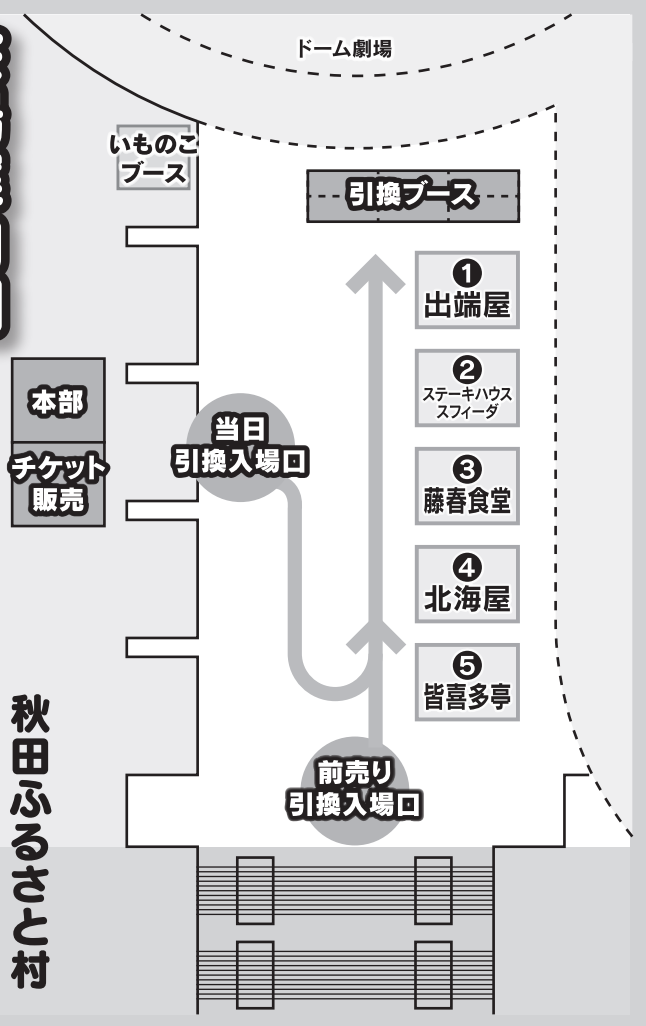 ドーム劇場
いものこ
ブース
引換ブース
❶
出端屋
❷
ステーキハウス
スフィーダ
❸
藤春食堂
❹
北海屋
❺
皆喜多亭
本部
チケット
販売
当日
引換入場口
前売り
引換入場口
秋田ふるさと村